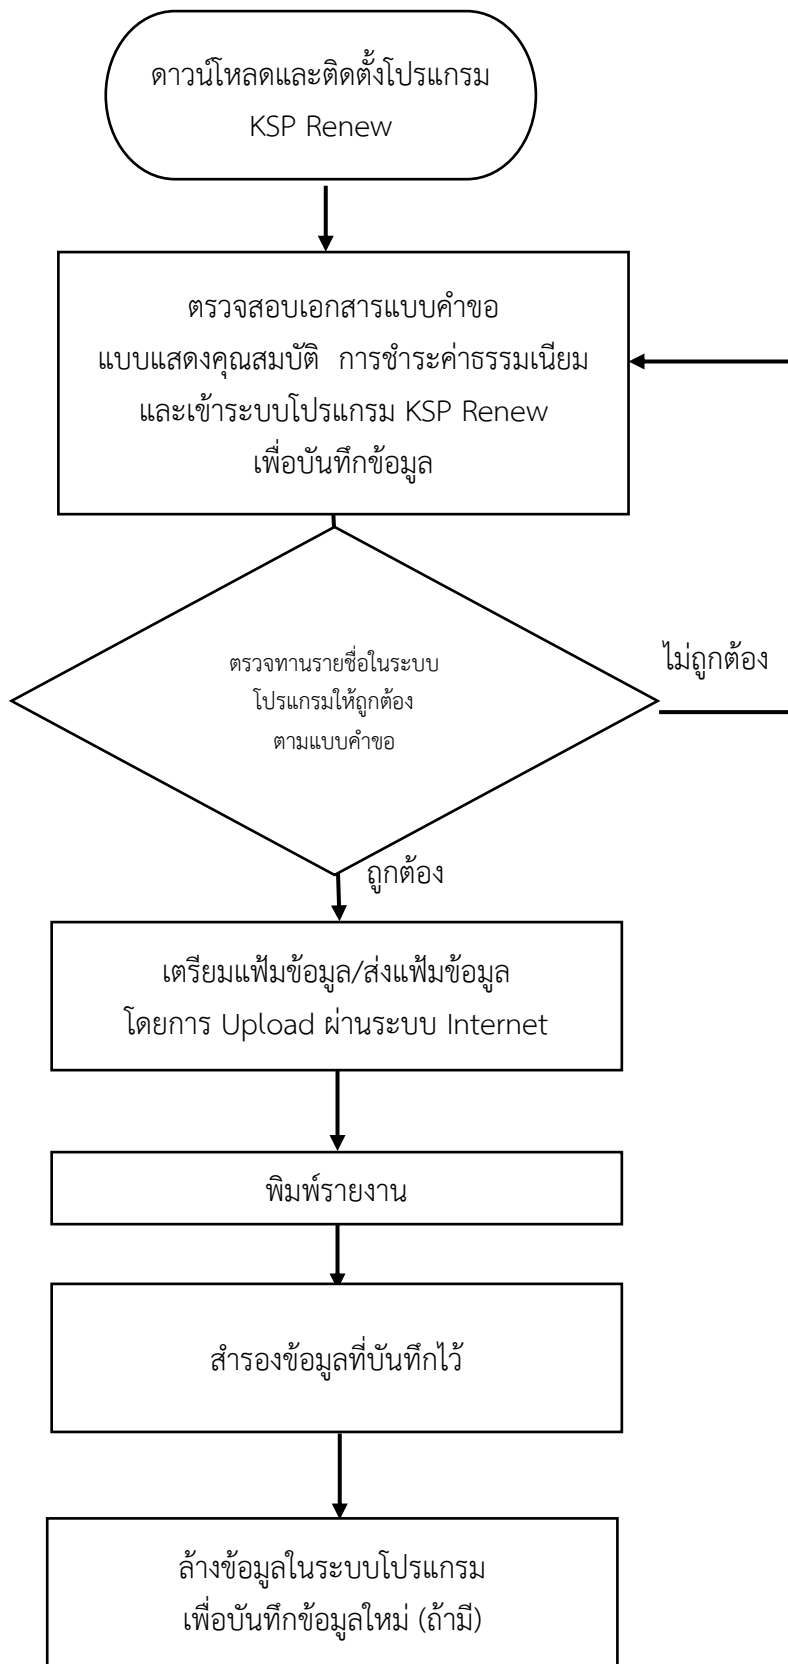 ดาวน์โหลดและติดตั้งโปรแกรม
KSP Renew
ตรวจสอบเอกสารแบบคำขอ
แบบแสดงคุณสมบัติ การชำระค่าธรรมเนียม
และเข้าระบบโปรแกรม KSP Renew
เพื่อบันทึกข้อมูล
ตรวจทานรายชื่อในระบบ
โปรแกรมให้ถูกต้อง
ตามแบบคำขอ
ไม่ถูกต้อง
ถูกต้อง
เตรียมแฟ้มข้อมูล/ส่งแฟ้มข้อมูล
โดยการ Upload ผ่านระบบ Internet
พิมพ์รายงาน
สำรองข้อมูลที่บันทึกไว้
ล้างข้อมูลในระบบโปรแกรม
เพื่อบันทึกข้อมูลใหม่ (ถ้ามี)